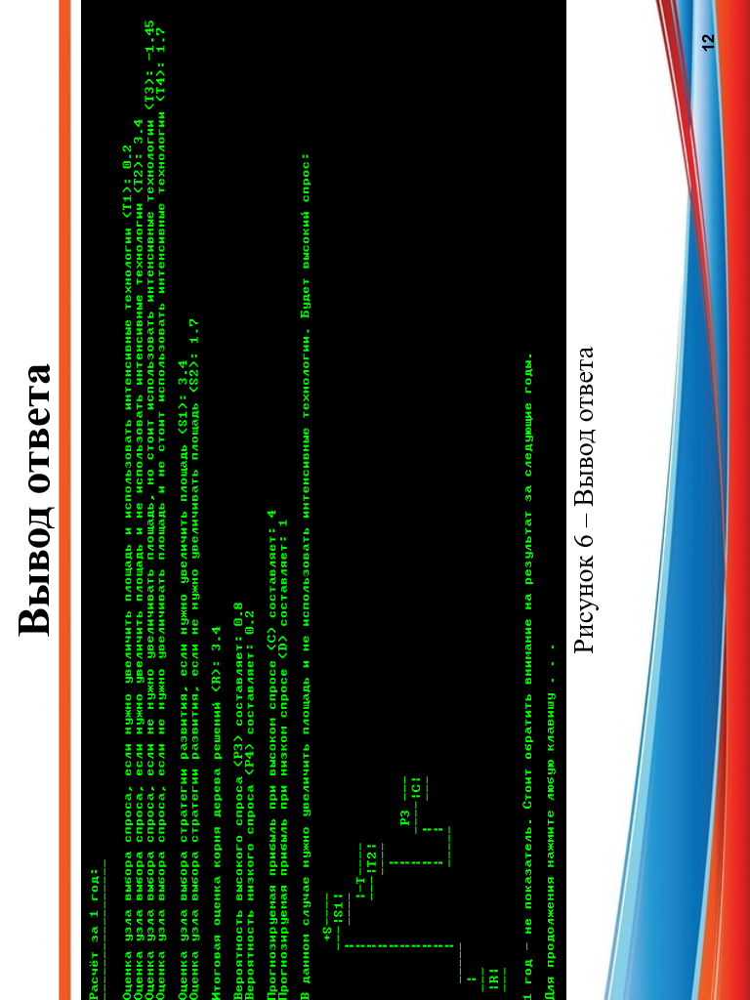 Вывод ответа
Расчёт за 1 год:
Оценка узла выбора спроса, если нужно увеличить площадь и использовать интенсивные технологии (T1): 0.2
Оценка узла выбора спроса, если нужно увеличить площадь и не использовать интенсивные технологии (T2): 3.4
Оценка узла выбора спроса, если не нужно увеличивать площадь, но стоит использовать интенсивные технологии (T3): -1.45
Оценка узла выбора спроса, если не нужно увеличивать площадь и не стоит использовать интенсивные технологии (T4): 1.7
Оценка узла выбора стратегии развития, если нужно увеличить площадь (S1): 3.4
Оценка узла выбора стратегии развития, если не нужно увеличивать площадь (S2): 1.7
Итоговая оценка корня дерева решений (R): 3.4
Вероятность высокого спроса (P3) составляет: 0.8
Вероятность низкого спроса (P4) составляет: 0.2
Прогнозируемая прибыль при высоком спросе (C) составляет: 4
Прогнозируемая прибыль при низком спросе (D) составляет: 1
В данном случае нужно увеличить площадь и не использовать интенсивные технологии. Будет высокий спрос:
+S
|S1|
-T
|T2|
P3
|C|
|R|
1 год - не показатель. Стоит обратить внимание на результат за следующие годы.
Для продолжения нажмите любую клавишу . . .
Рисунок 6 – Вывод ответа
12